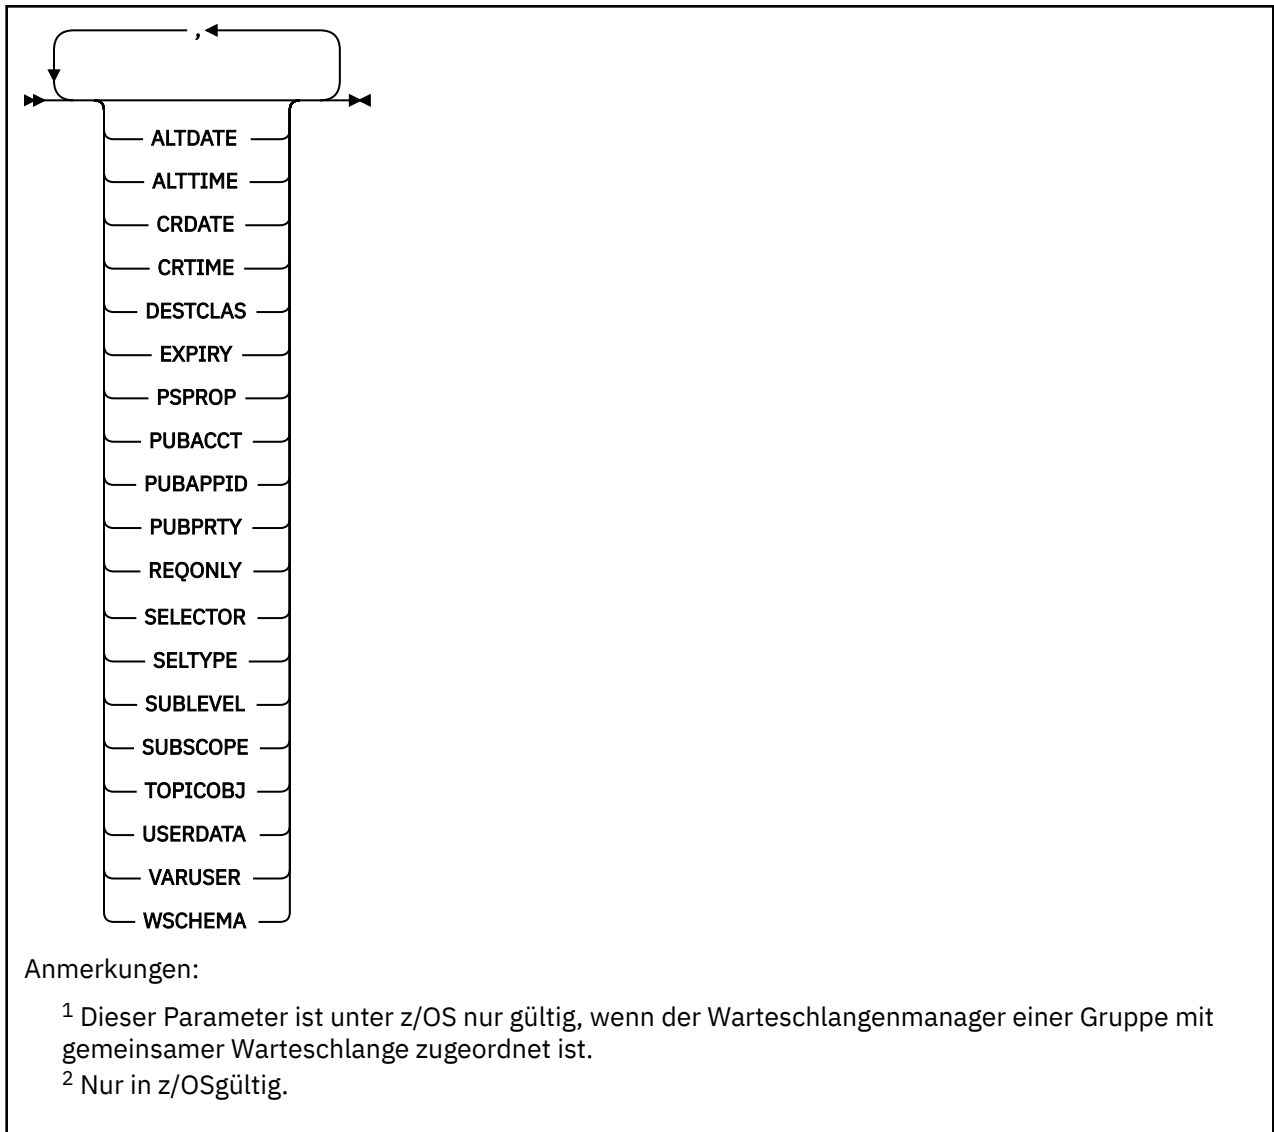 ,
ALTDATE
ALTTIME
CRDATE
CRTIME
DESTCLAS
EXPIRY
PSPROP
PUBACCT
PUBAPPID
PUBPRTY
REQONLY
SELECTOR
SELTYPE
SUBLEVEL
SUBSCOPE
TOPICOBJ
USERDATA
VARUSER
WSCHEMA
Anmerkungen:
1 Dieser Parameter ist unter z/OS nur gültig, wenn der Warteschlangenmanager einer Gruppe mit
gemeinsamer Warteschlange zugeordnet ist.
2 Nur in z/OSgültig.